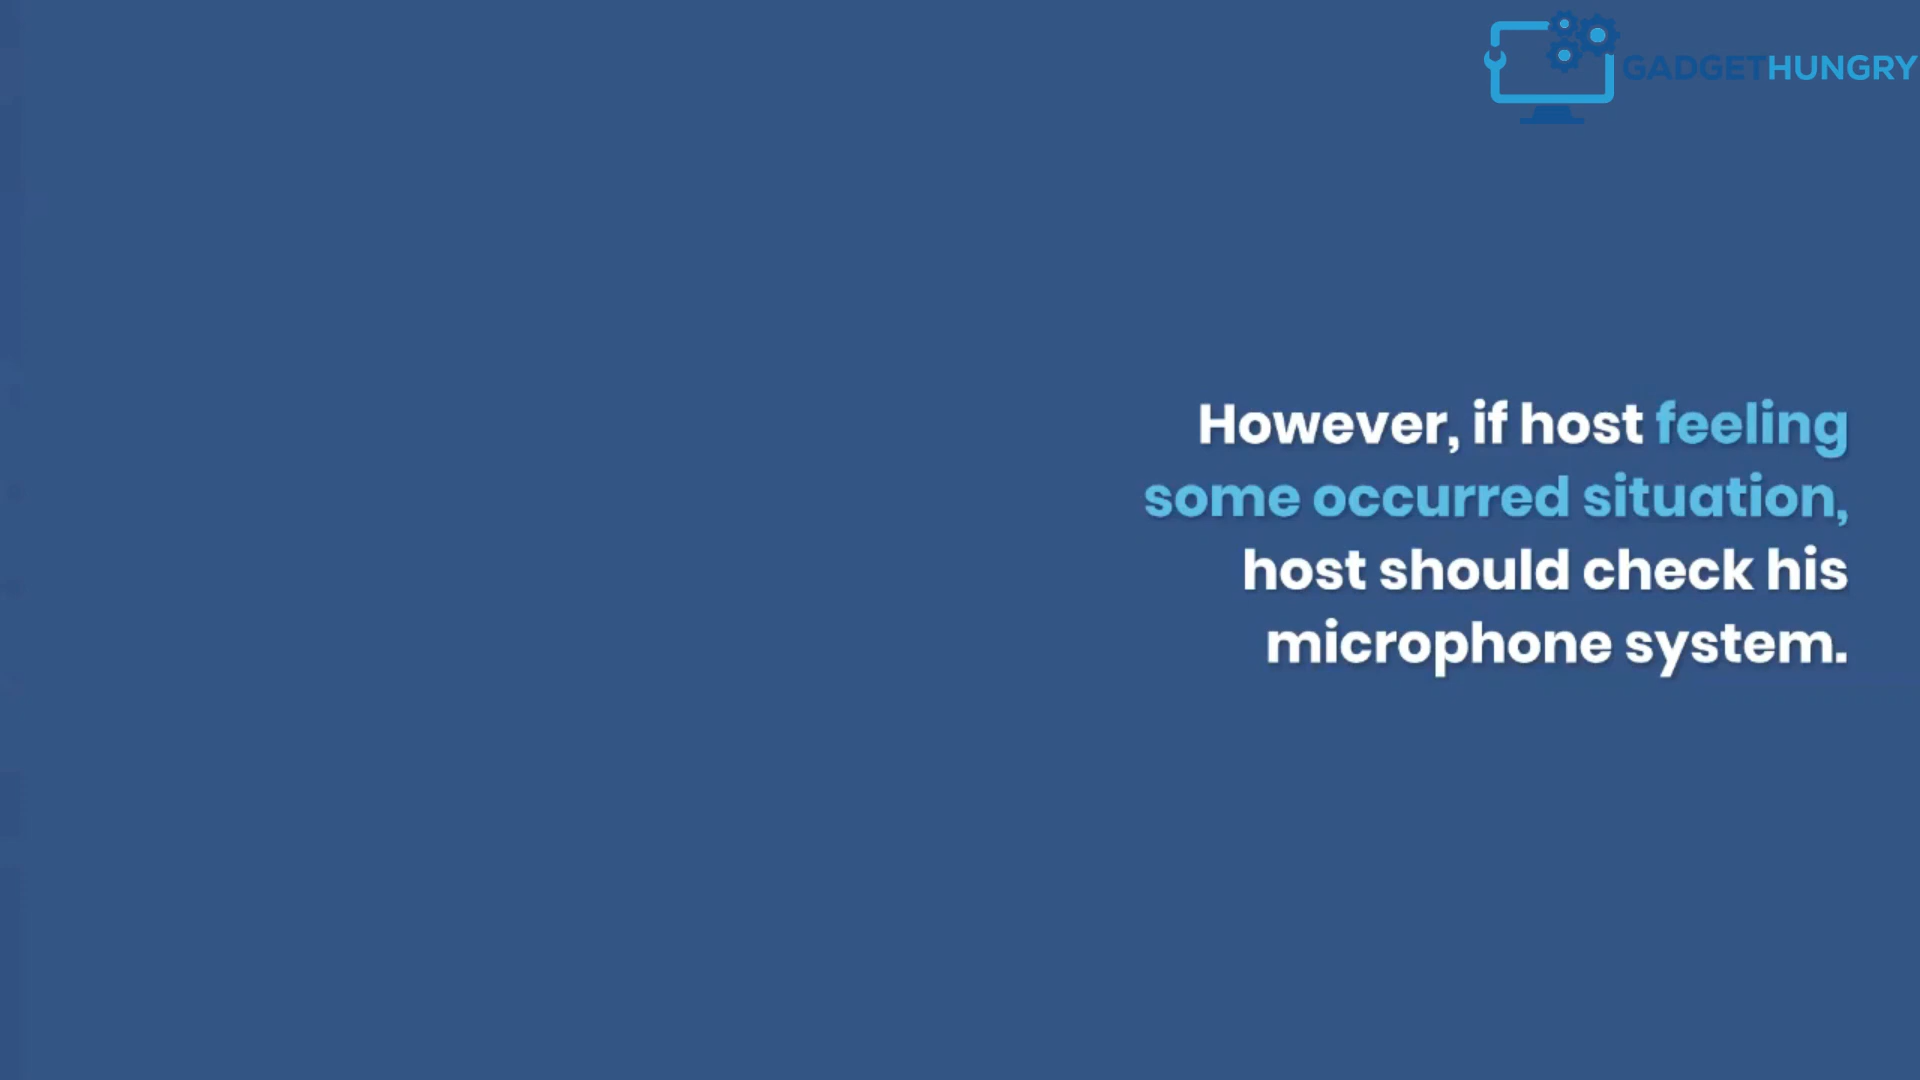 GADGETHUNGRY
However, if host feeling
some occurred situation,
host should check his
microphone system.